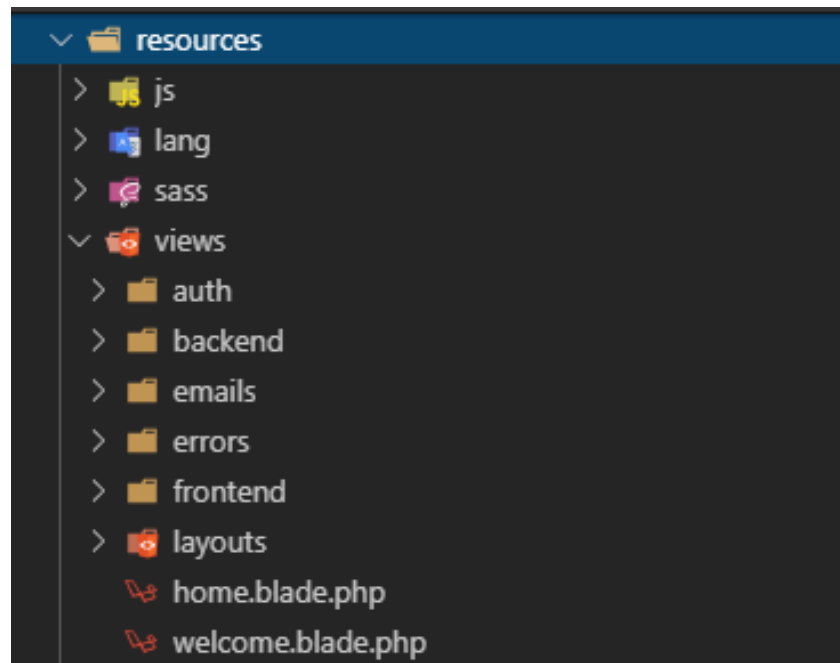 resources
js
lang
sass
views
auth
backend
emails
errors
frontend
layouts
home.blade.php
welcome.blade.php